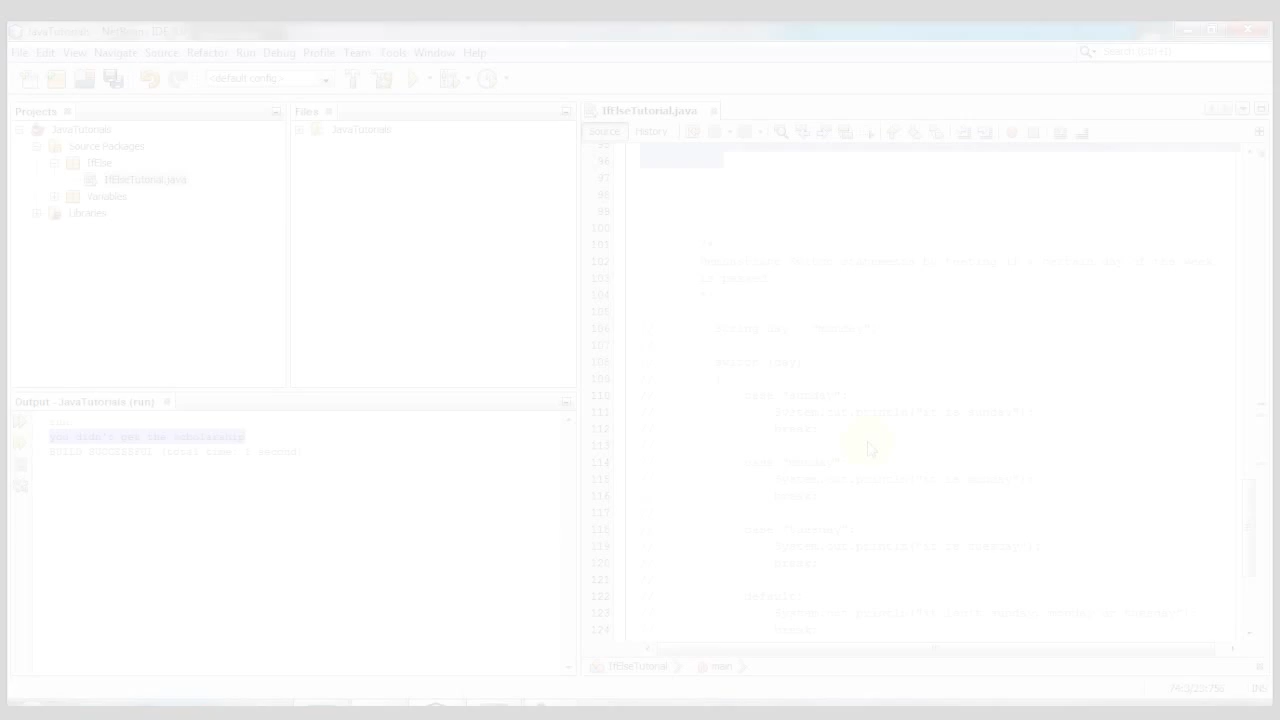 JavaTutorials - NetBeans IDE
File Edit View Navigate Source Refactor Run Debug Profile Team Tools Window Help
Search (Ctrl+I)
<default config>
Projects
Files
IfElseTutorial.java
JavaTutorials
Source Packages
IfElse
IfElseTutorial.java
Variables
Libraries
JavaTutorials
Source History
95
96
97
98
99
100
101 /*
102 Demonstrate Switch statements by testing if a certain day of the week
103 is present
104 */
105
106 // String day = "monday";
107 //
108 // switch (day)
109 // {
110 // case "sunday":
111 // System.out.println("it is sunday");
112 // break;
113 //
114 // case "monday":
115 // System.out.println("it is monday");
116 // break;
117 //
118 // case "tuesday":
119 // System.out.println("it is tuesday");
120 // break;
121 //
122 // default:
123 // System.out.println("it isn't sunday, monday or tuesday");
124 // break;
Output - JavaTutorials (run)
run:
you didn't get the scholarship
BUILD SUCCESSFUL (total time: 1 second)
IfElseTutorial main
INS